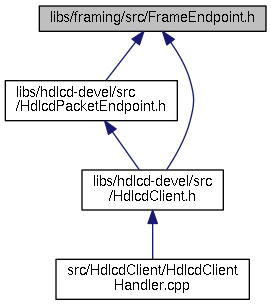 libs/framing/src/FrameEndpoint.h
libs/hdlcd-devel/src
/HdlcdPacketEndpoint.h
libs/hdlcd-devel/src
/HdlcdClient.h
src/HdlcdClient/HdlcdClient
Handler.cpp